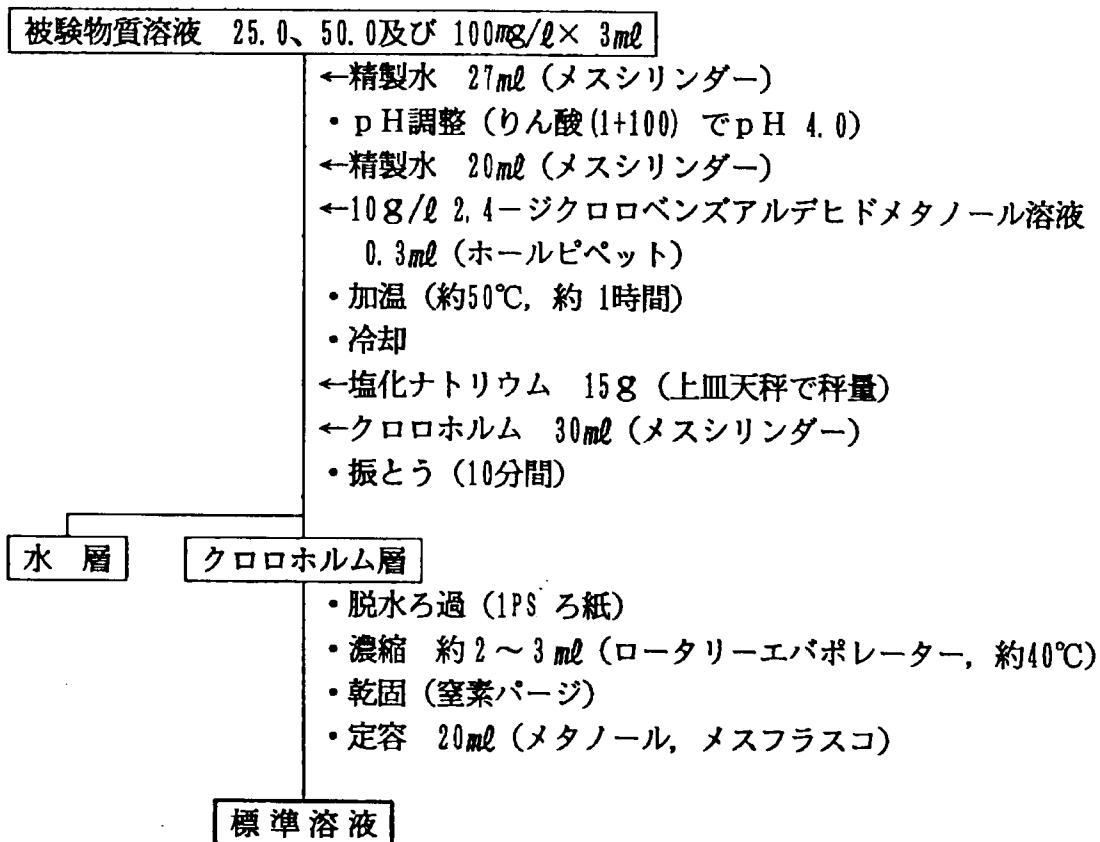 被験物質溶液 25.0、50.0及び 100mg/ℓ× 3mℓ
←精製水 27mℓ (メスシリンダー)
・pH調整 (りん酸(1+100) でpH 4.0)
←精製水 20mℓ (メスシリンダー)
←10g/ℓ 2,4-ジクロロベンズアルデヒドメタノール溶液
0.3mℓ (ホールピペット)
・加温 (約50℃, 約 1時間)
・冷却
←塩化ナトリウム 15g (上皿天秤で秤量)
←クロロホルム 30mℓ (メスシリンダー)
・振とう (10分間)
水 層 クロロホルム層
・脱水ろ過 (1PS ろ紙)
・濃縮 約2~3mℓ (ロータリーエバポレーター, 約40℃)
・乾固 (窒素パージ)
・定容 20mℓ (メタノール, メスフラスコ)
標準溶液